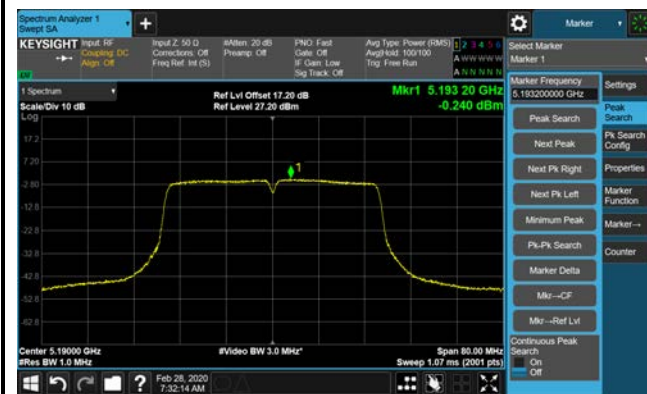 Spectrum Analyzer 1
Swept SA
Marker
KEYSIGHT
Input: RF
Coupling: DC
Align: Off
Input Z: 50 Ω
Corrections: Off
Freq Ref: Int (S)
#Atten: 20 dB
Preamp: Off
PNO: Fast
Gate: Off
IF Gain: Low
Sig Track: Off
Avg Type: Power (RMS)
Avg|Hold: 100/100
Trig: Free Run
1 2 3 4 5 6
A W W W W W
A N N N N N
Select Marker
Marker 1
1 Spectrum
Scale/Div 10 dB
Log
Ref Lvl Offset 17.20 dB
Ref Level 27.20 dBm
Mkr1 5.193 20 GHz
-0.240 dBm
17.2
7.20
-2.80
-12.8
-22.8
-32.8
-42.8
-52.8
-62.8
1
Center 5.19000 GHz
#Res BW 1.0 MHz
#Video BW 3.0 MHz*
Span 80.00 MHz
Sweep 1.07 ms (2001 pts)
Marker Frequency
5.193200000 GHz
Peak Search
Next Peak
Next Pk Right
Next Pk Left
Minimum Peak
Pk-Pk Search
Marker Delta
Mkr→CF
Mkr→Ref Lvl
Continuous Peak
Search
On
Off
Settings
Peak
Search
Pk Search
Config
Properties
Marker
Function
Marker→
Counter
?
Feb 28, 2020
7:32:14 AM